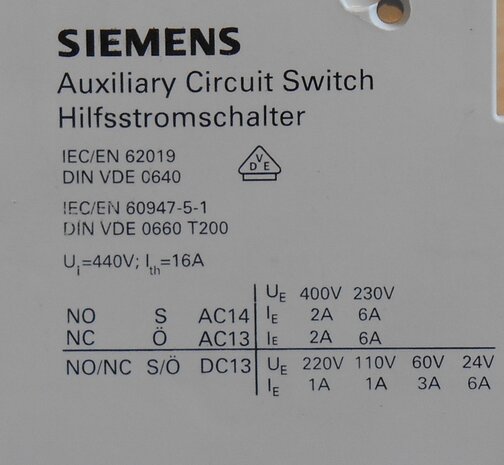 SIEMENS
Auxiliary Circuit Switch
Hilfsstromschalter
IEC/EN 62019
DIN VDE 0640
VDE
IEC/EN 60947-5-1
DIN VDE 0660 T200
Ui=440V; Ith=16A
UE 400V 230V
NO S AC14 IE 2A 6A
NC Ö AC13 IE 2A 6A
NO/NC S/Ö DC13 UE 220V 110V 60V 24V
IE 1A 1A 3A 6A